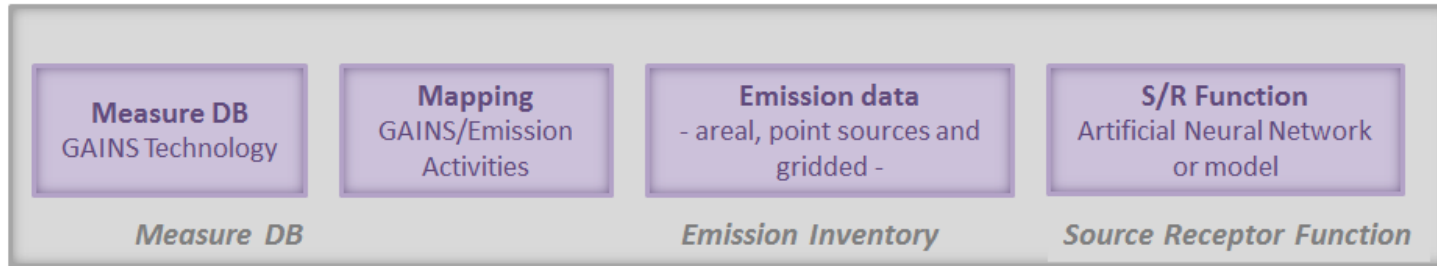 Measure DB
GAINS Technology
Mapping
GAINS/Emission
Activities
Emission data
- areal, point sources and
gridded -
S/R Function
Artificial Neural Network
or model
Measure DB
Emission Inventory
Source Receptor Function